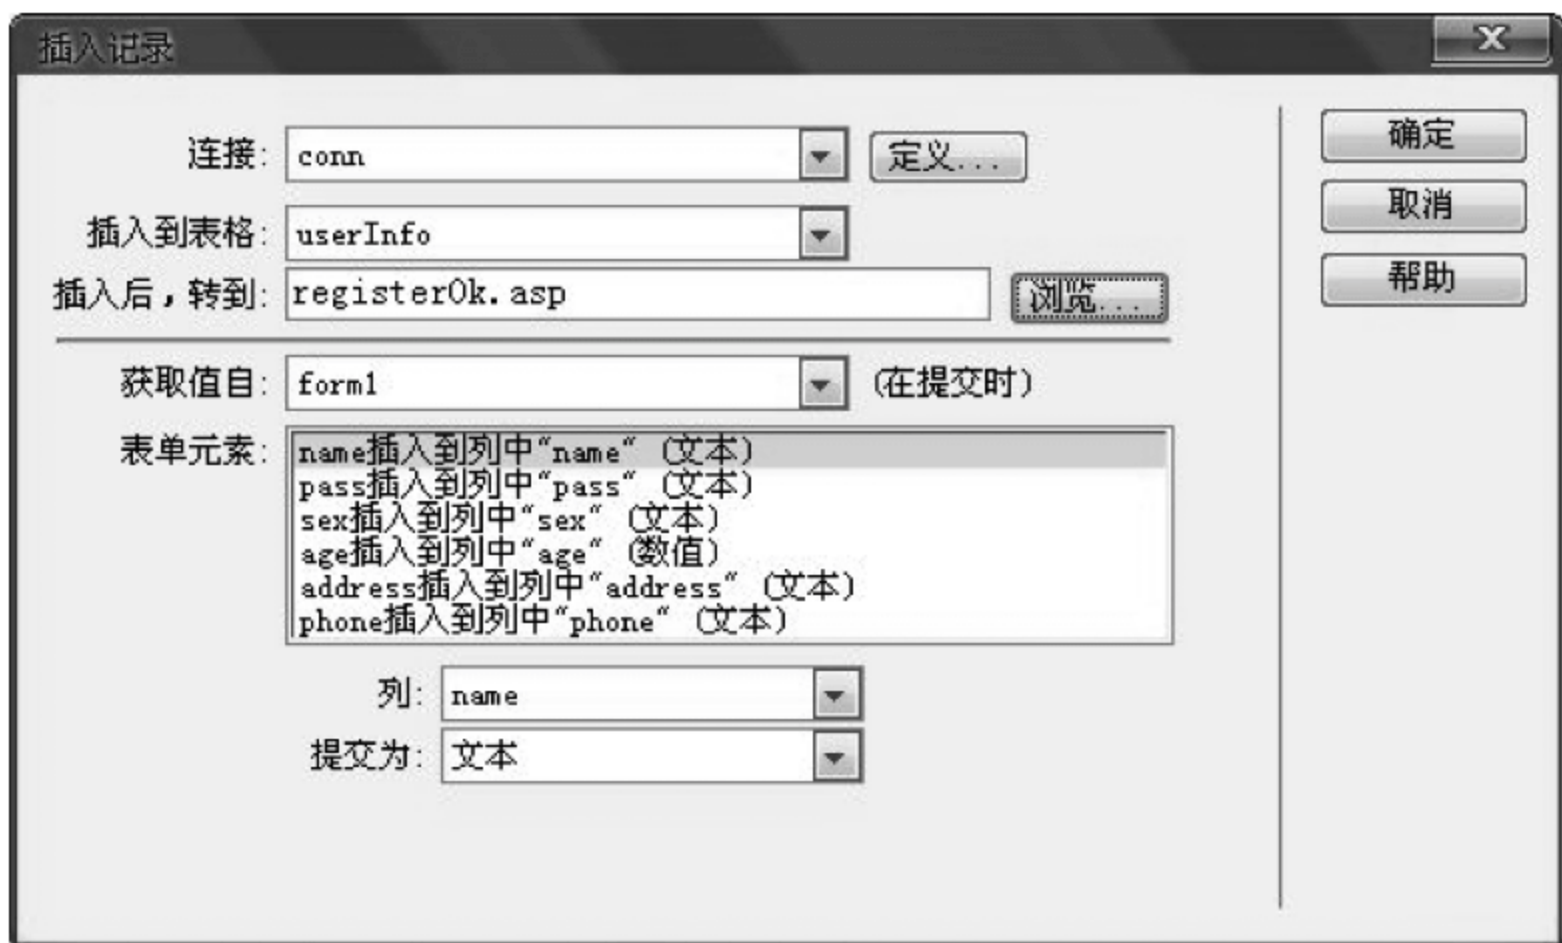 插入记录
连接: conn 定义...
插入到表格: userInfo
插入后,转到: registerOk.asp 浏览...
获取值自: form1 (在提交时)
表单元素: name插入到列中"name" (文本)
pass插入到列中"pass" (文本)
sex插入到列中"sex" (文本)
age插入到列中"age" (数值)
address插入到列中"address" (文本)
phone插入到列中"phone" (文本)
列: name
提交为: 文本
确定
取消
帮助